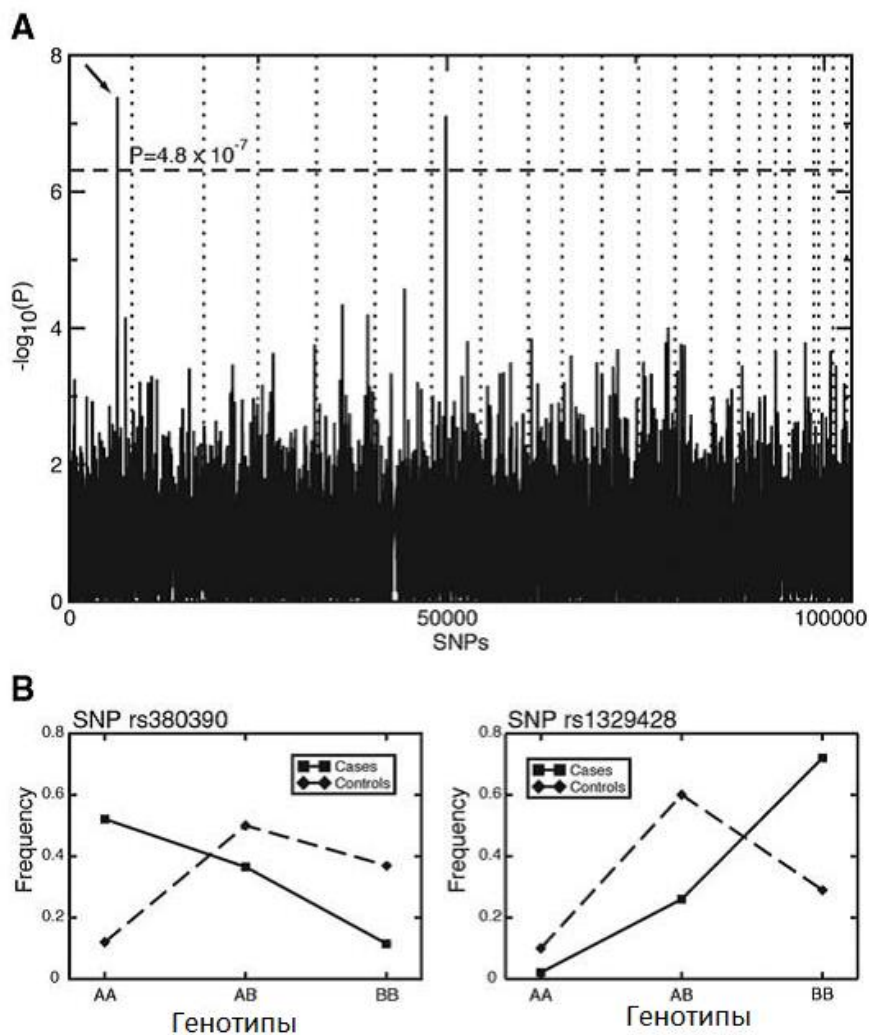 A
8
P=4.8 x 10-7
6
4
2
0
-log10(P)
0 50000 100000
SNPs
B
SNP rs380390
0.8
0.6
0.4
0.2
0
Frequency
Cases
Controls
AA AB BB
Генотипы
SNP rs1329428
0.8
0.6
0.4
0.2
0
Frequency
Cases
Controls
AA AB BB
Генотипы